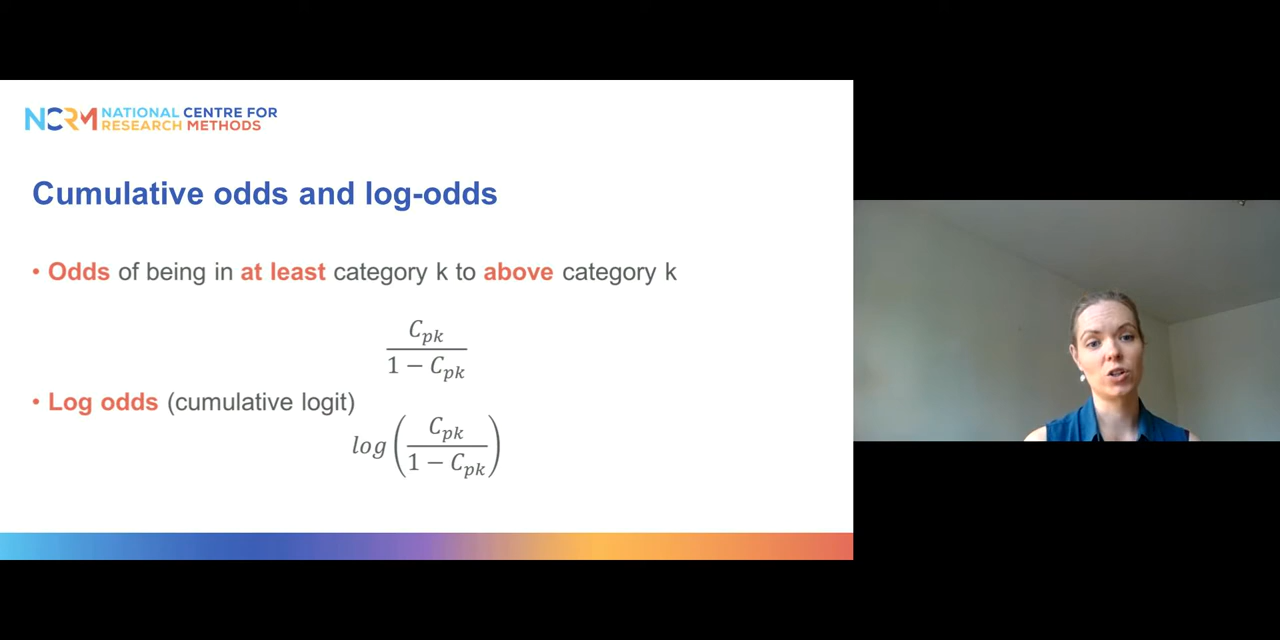 NCRM NATIONAL CENTRE FOR
RESEARCH METHODS
Cumulative odds and log-odds
• Odds of being in at least category k to above category k
C_pk
1 − C_pk
• Log odds (cumulative logit)
log ( C_pk
1 − C_pk )